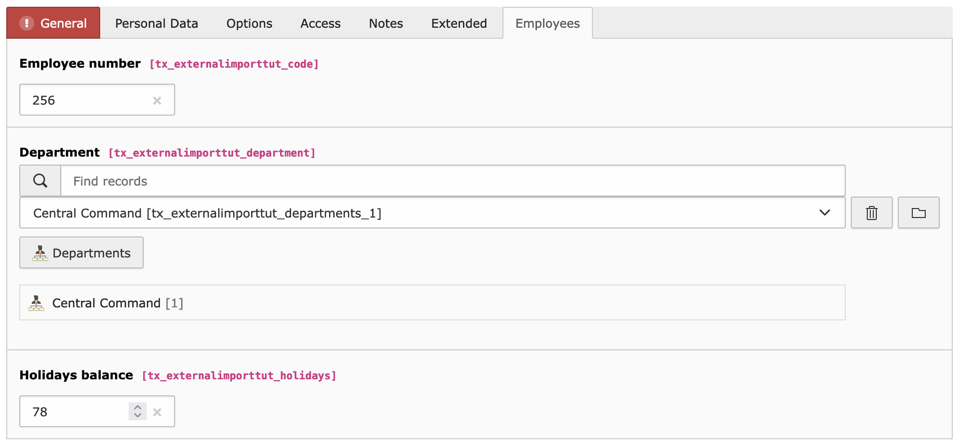 General Personal Data Options Access Notes Extended Employees
Employee number [tx_externalimporttut_code]
256
Department [tx_externalimporttut_department]
Find records
Central Command [tx_externalimporttut_departments_1]
Departments
Central Command [1]
Holidays balance [tx_externalimporttut_holidays]
78